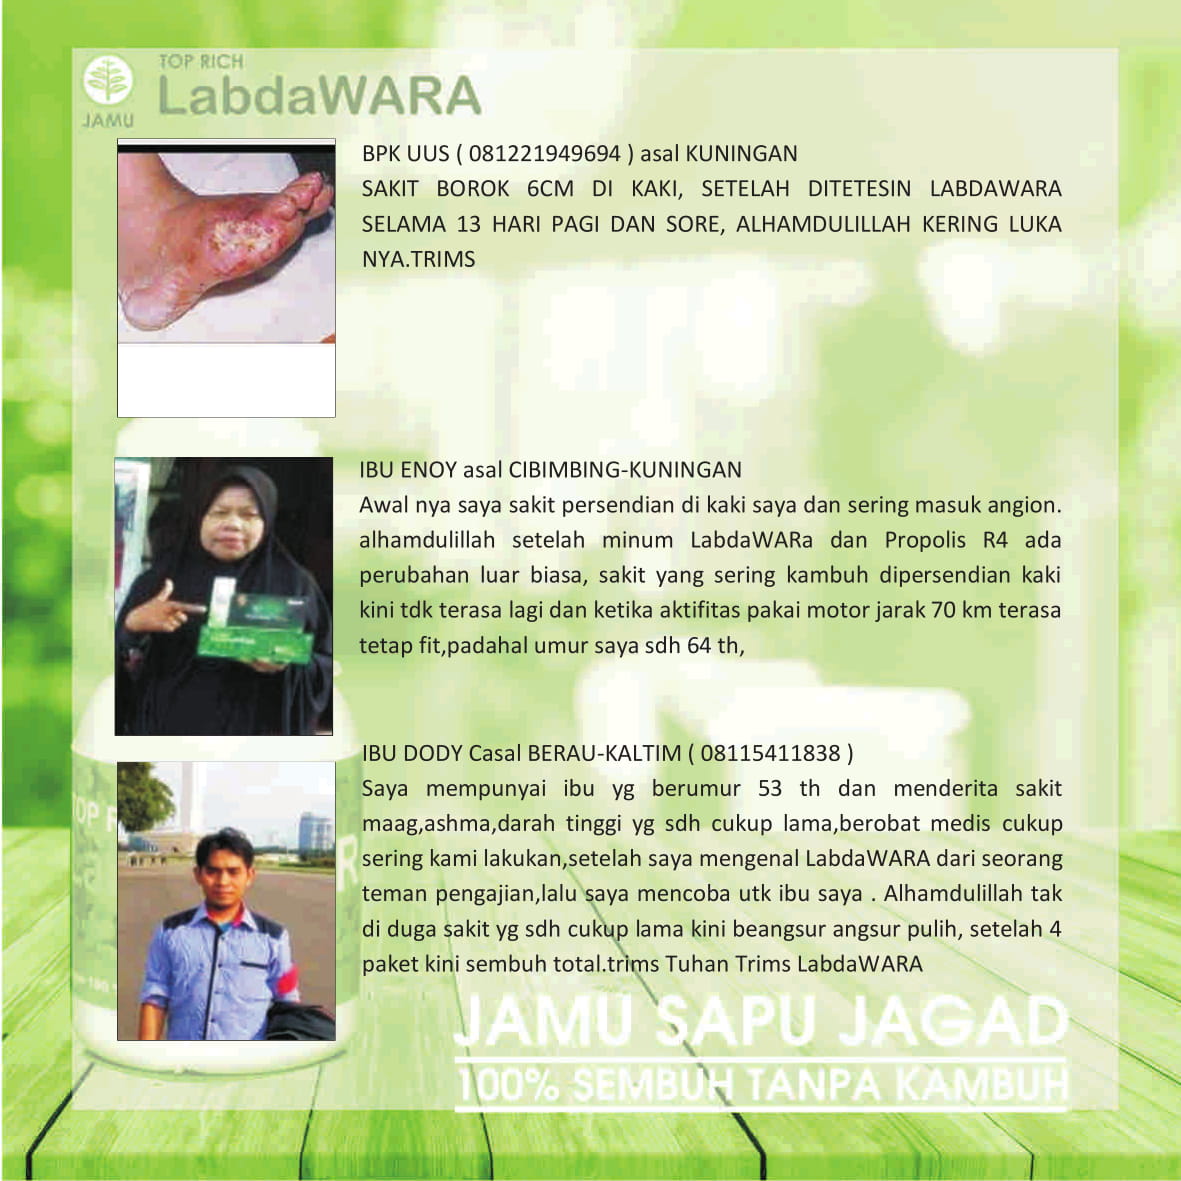 TOP RICH
LabdaWARA
JAMU
BPK UUS ( 081221949694 ) asal KUNINGAN
SAKIT BOROK 6CM DI KAKI, SETELAH DITETESIN LABDAWARA
SELAMA 13 HARI PAGI DAN SORE, ALHAMDULILLAH KERING LUKA
NYA.TRIMS
IBU ENOY asal CIBIMBING-KUNINGAN
Awal nya saya sakit persendian di kaki saya dan sering masuk angion.
alhamdulillah setelah minum LabdaWARa dan Propolis R4 ada
perubahan luar biasa, sakit yang sering kambuh dipersendian kaki
kini tdk terasa lagi dan ketika aktifitas pakai motor jarak 70 km terasa
tetap fit,padahal umur saya sdh 64 th,
IBU DODY Casal BERAU-KALTIM ( 08115411838 )
Saya mempunyai ibu yg berumur 53 th dan menderita sakit
maag,ashma,darah tinggi yg sdh cukup lama,berobat medis cukup
sering kami lakukan,setelah saya mengenal LabdaWARA dari seorang
teman pengajian,lalu saya mencoba utk ibu saya . Alhamdulillah tak
di duga sakit yg sdh cukup lama kini beangsur angsur pulih, setelah 4
paket kini sembuh total.trims Tuhan Trims LabdaWARA
JAMU SAPU JAGAD
100% SEMBUH TANPA KAMBUH